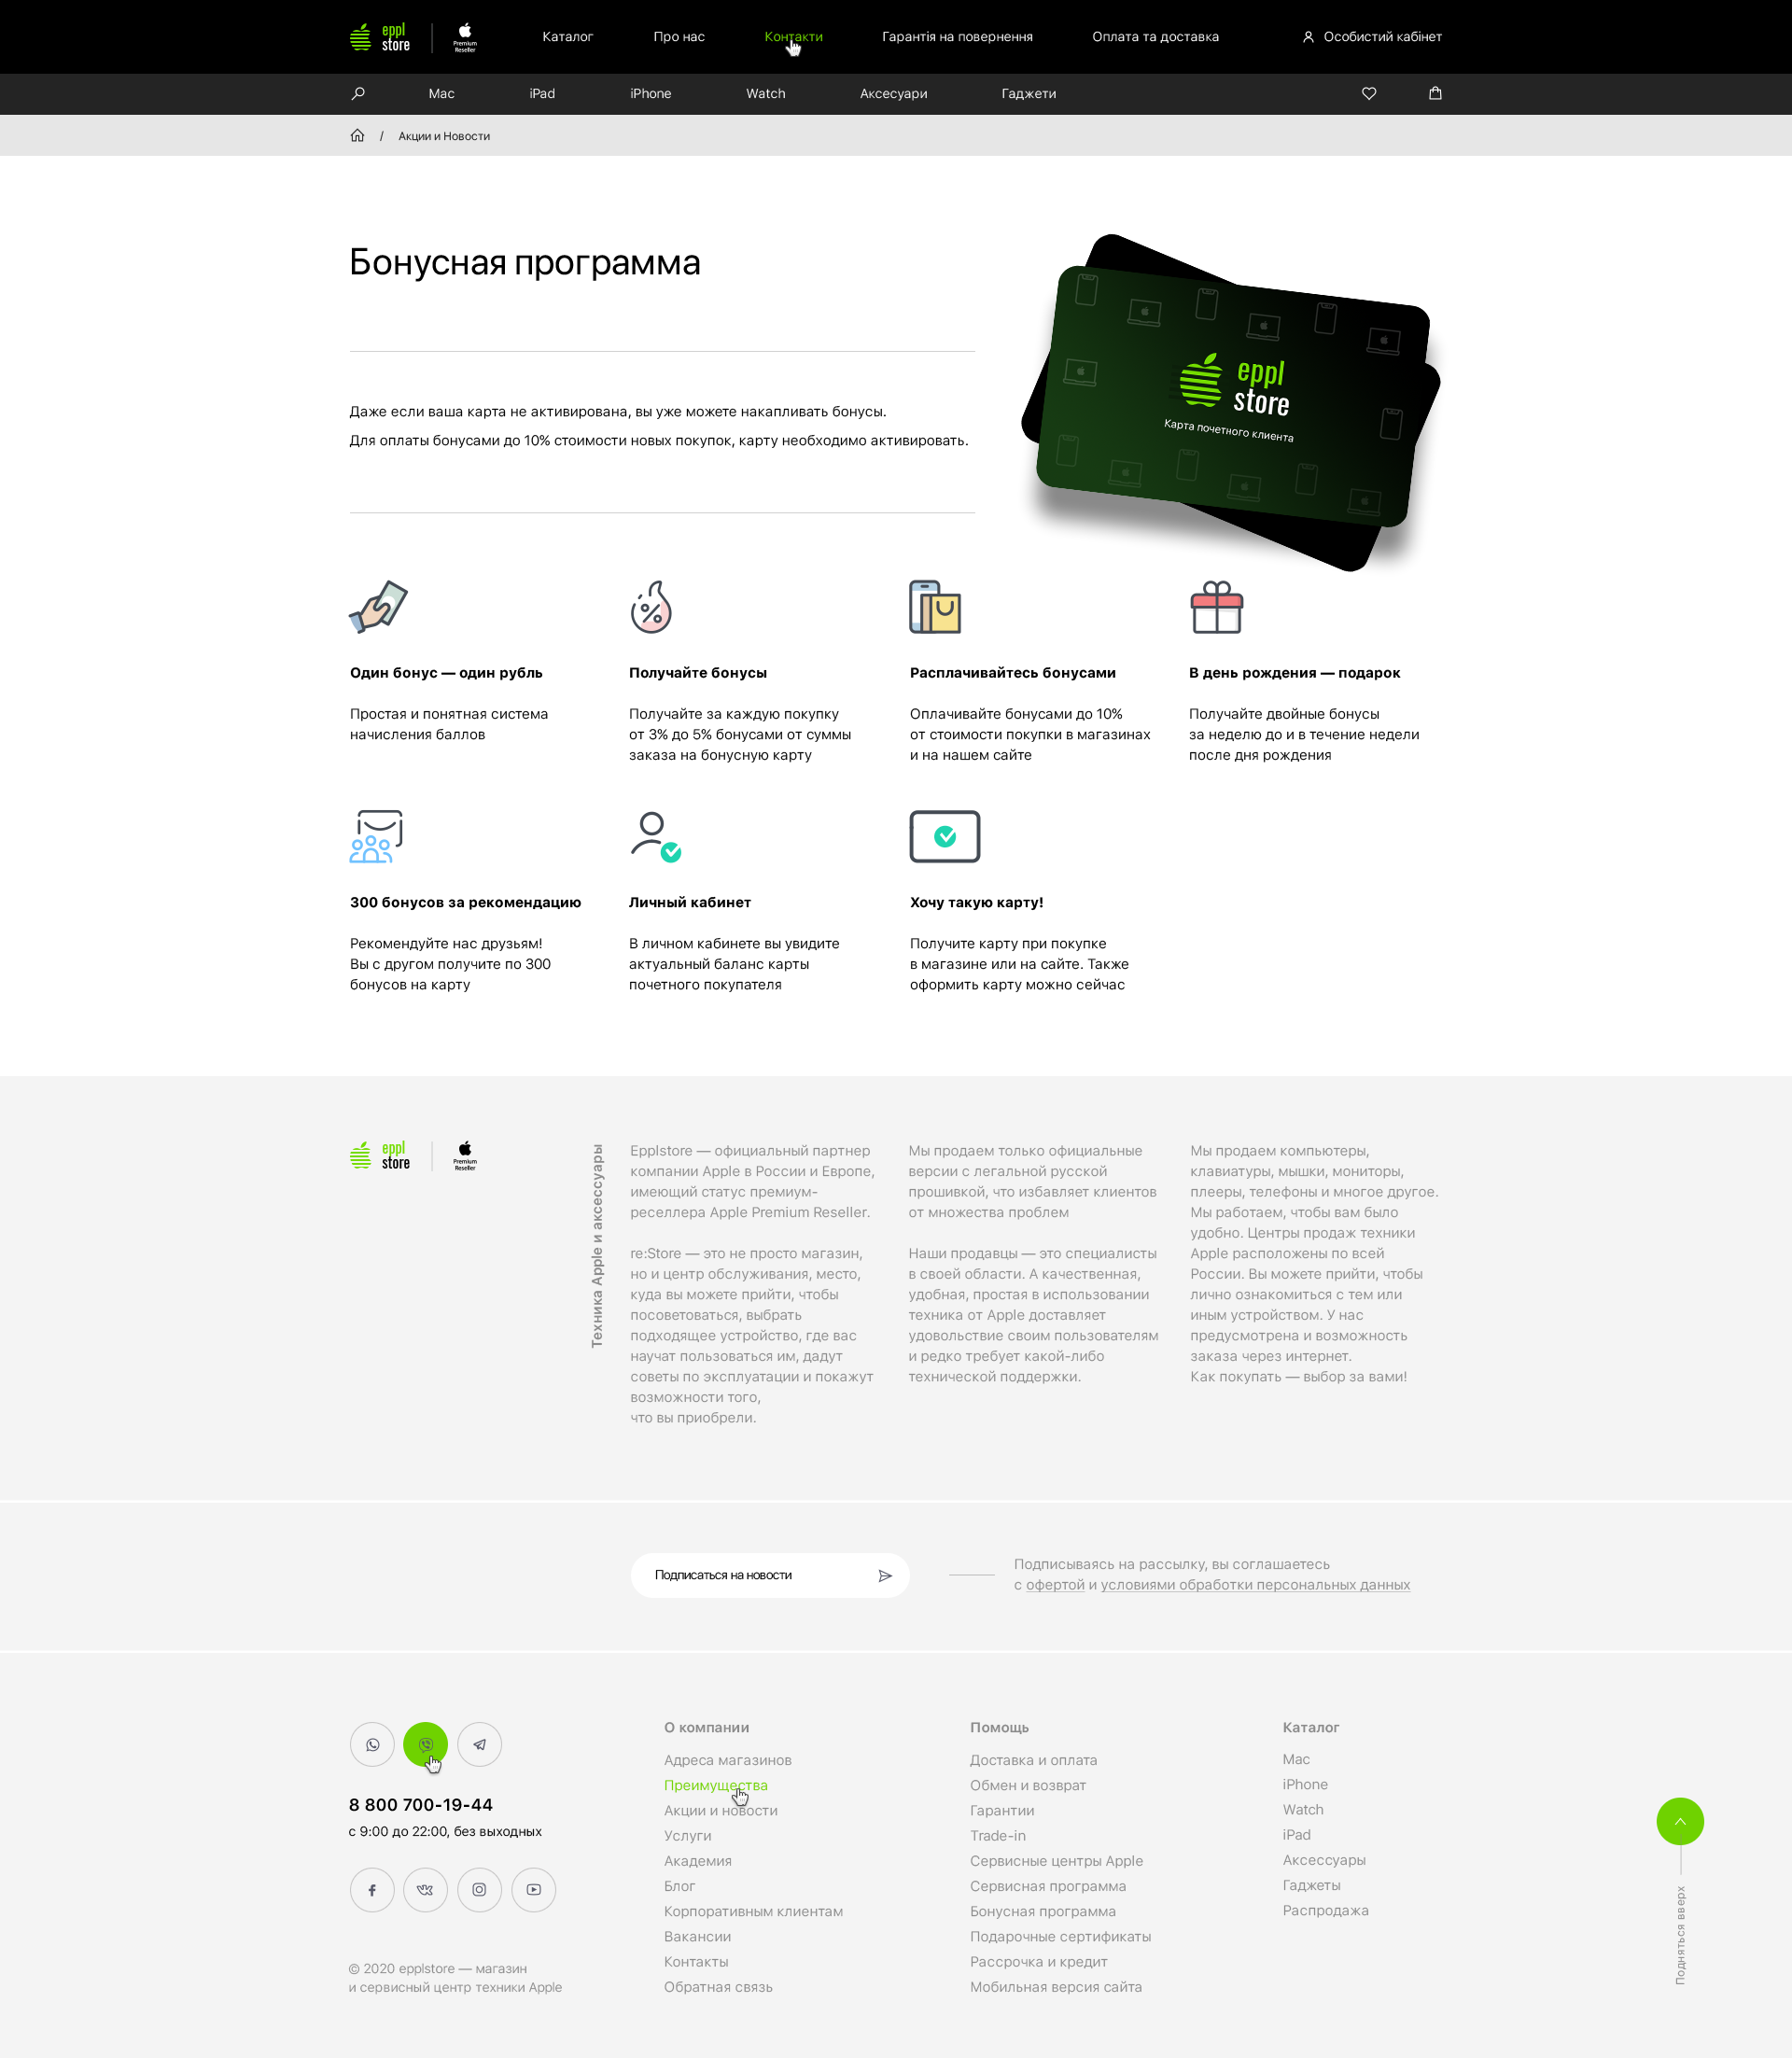 eppl
store
Premium
Reseller
Каталог
Про нас
Контакти
Гарантія на повернення
Оплата та доставка
Особистий кабінет
Mac
iPad
iPhone
Watch
Аксесуари
Гаджети
/
Акции и Новости
Бонусная программа
Даже если ваша карта не активирована, вы уже можете накапливать бонусы.
Для оплаты бонусами до 10% стоимости новых покупок, карту необходимо активировать.
eppl
store
Карта почетного клиента
Один бонус — один рубль
Простая и понятная система
начисления баллов
Получайте бонусы
Получайте за каждую покупку
от 3% до 5% бонусами от суммы
заказа на бонусную карту
Расплачивайтесь бонусами
Оплачивайте бонусами до 10%
от стоимости покупки в магазинах
и на нашем сайте
В день рождения — подарок
Получайте двойные бонусы
за неделю до и в течение недели
после дня рождения
300 бонусов за рекомендацию
Рекомендуйте нас друзьям!
Вы с другом получите по 300
бонусов на карту
Личный кабинет
В личном кабинете вы увидите
актуальный баланс карты
почетного покупателя
Хочу такую карту!
Получите карту при покупке
в магазине или на сайте. Также
оформить карту можно сейчас
eppl
store
Premium
Reseller
Техника Apple и аксессуары
Epplstore — официальный партнер
компании Apple в России и Европе,
имеющий статус премиум-
реселлера Apple Premium Reseller.
re:Store — это не просто магазин,
но и центр обслуживания, место,
куда вы можете прийти, чтобы
посоветоваться, выбрать
подходящее устройство, где вас
научат пользоваться им, дадут
советы по эксплуатации и покажут
возможности того,
что вы приобрели.
Мы продаем только официальные
версии с легальной русской
прошивкой, что избавляет клиентов
от множества проблем
Наши продавцы — это специалисты
в своей области. А качественная,
удобная, простая в использовании
техника от Apple доставляет
удовольствие своим пользователям
и редко требует какой-либо
технической поддержки.
Мы продаем компьютеры,
клавиатуры, мышки, мониторы,
плееры, телефоны и многое другое.
Мы работаем, чтобы вам было
удобно. Центры продаж техники
Apple расположены по всей
России. Вы можете прийти, чтобы
лично ознакомиться с тем или
иным устройством. У нас
предусмотрена и возможность
заказа через интернет.
Как покупать — выбор за вами!
Подписаться на новости
Подписываясь на рассылку, вы соглашаетесь
с офертой и условиями обработки персональных данных
8 800 700-19-44
с 9:00 до 22:00, без выходных
© 2020 epplstore — магазин
и сервисный центр техники Apple
О компании
Адреса магазинов
Преимущества
Акции и новости
Услуги
Академия
Блог
Корпоративным клиентам
Вакансии
Контакты
Обратная связь
Помощь
Доставка и оплата
Обмен и возврат
Гарантии
Trade-in
Сервисные центры Apple
Сервисная программа
Бонусная программа
Подарочные сертификаты
Рассрочка и кредит
Мобильная версия сайта
Каталог
Mac
iPhone
Watch
iPad
Аксессуары
Гаджеты
Распродажа
Подняться вверх